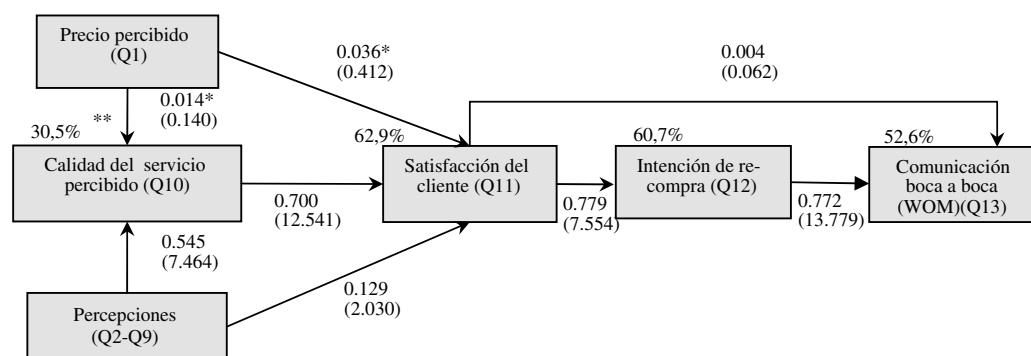 Precio percibido
(Q1)
0.036*
(0.412)
0.004
(0.062)
**
0.014*
(0.140)
30,5%
62,9%
60,7%
52,6%
Calidad del servicio
percibido (Q10)
Satisfacción del
cliente (Q11)
Intención de re-
compra (Q12)
Comunicación
boca a boca
(WOM)(Q13)
0.700
(12.541)
0.779
(7.554)
0.772
(13.779)
0.545
(7.464)
0.129
(2.030)
Percepciones
(Q2-Q9)